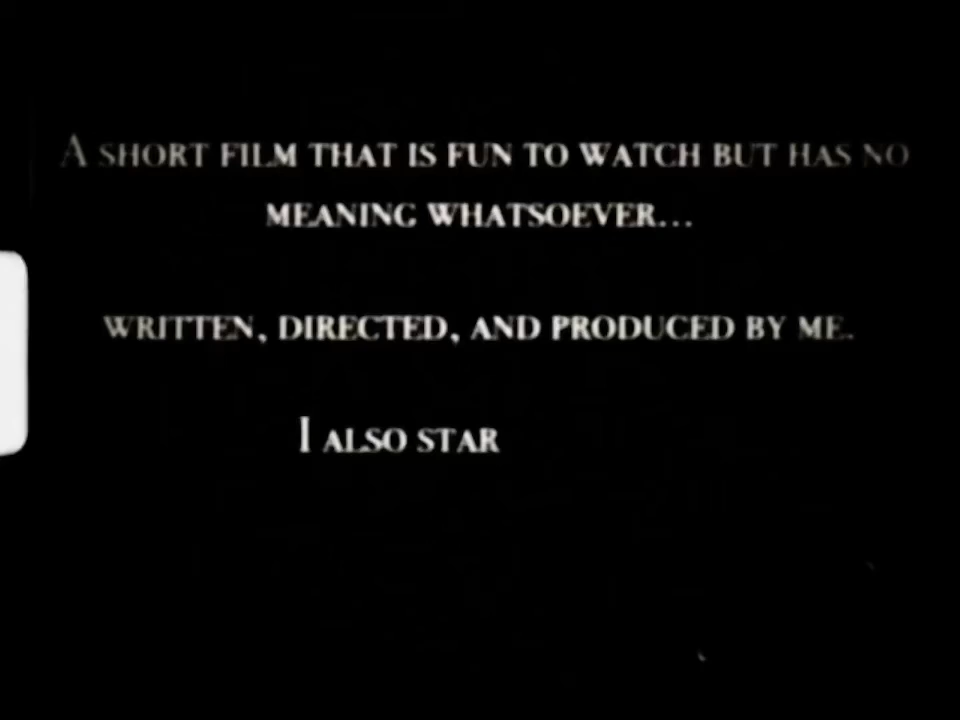 A short film that is fun to watch but has no
meaning whatsoever...
written, directed, and produced by me.
I also star